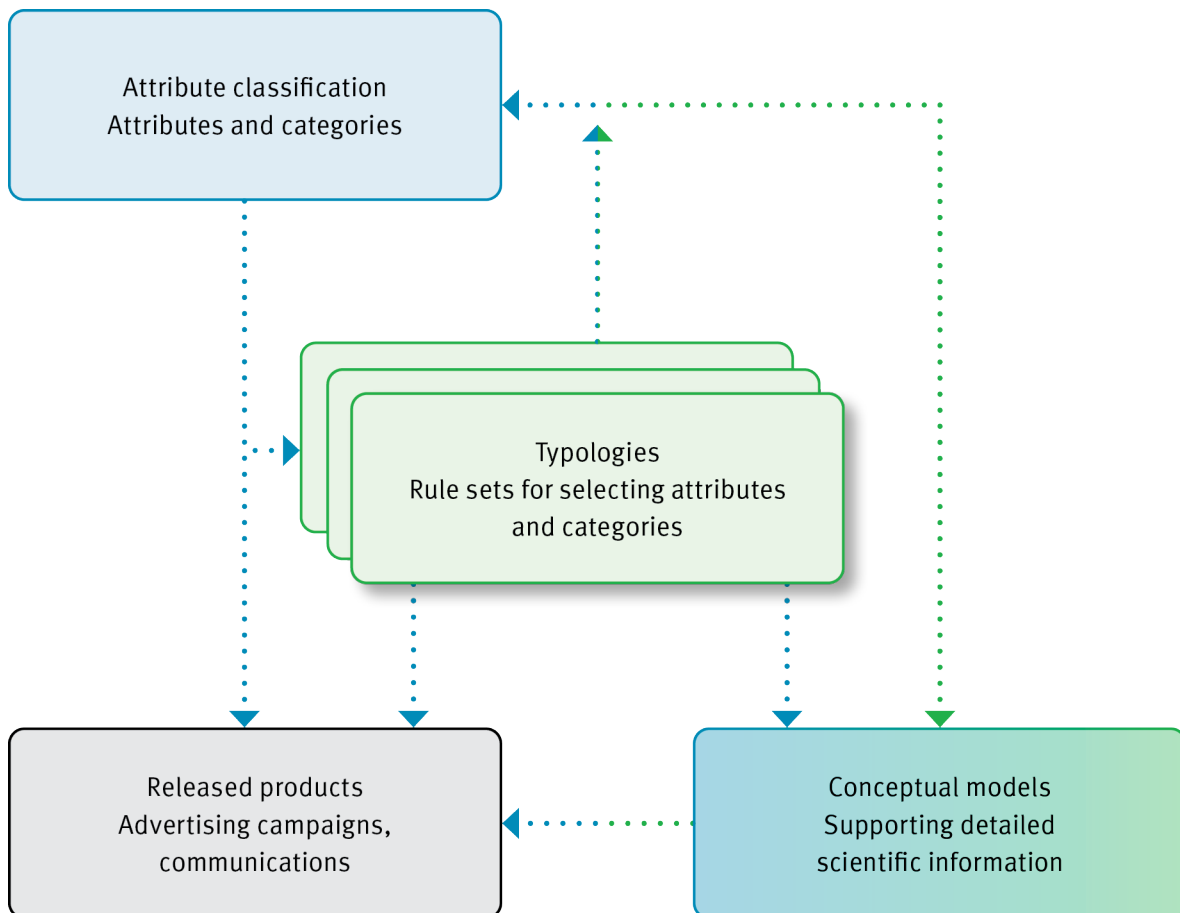 Attribute classification
Attributes and categories
Typologies
Rule sets for selecting attributes
and categories
Released products
Advertising campaigns,
communications
Conceptual models
Supporting detailed
scientific information